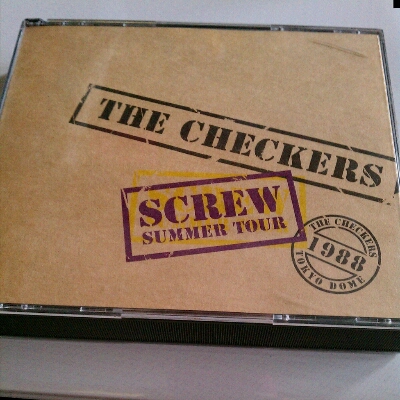 THE CHECKERS
SCREW
SUMMER TOUR
THE CHECKERS
1988
TOKYO DOME